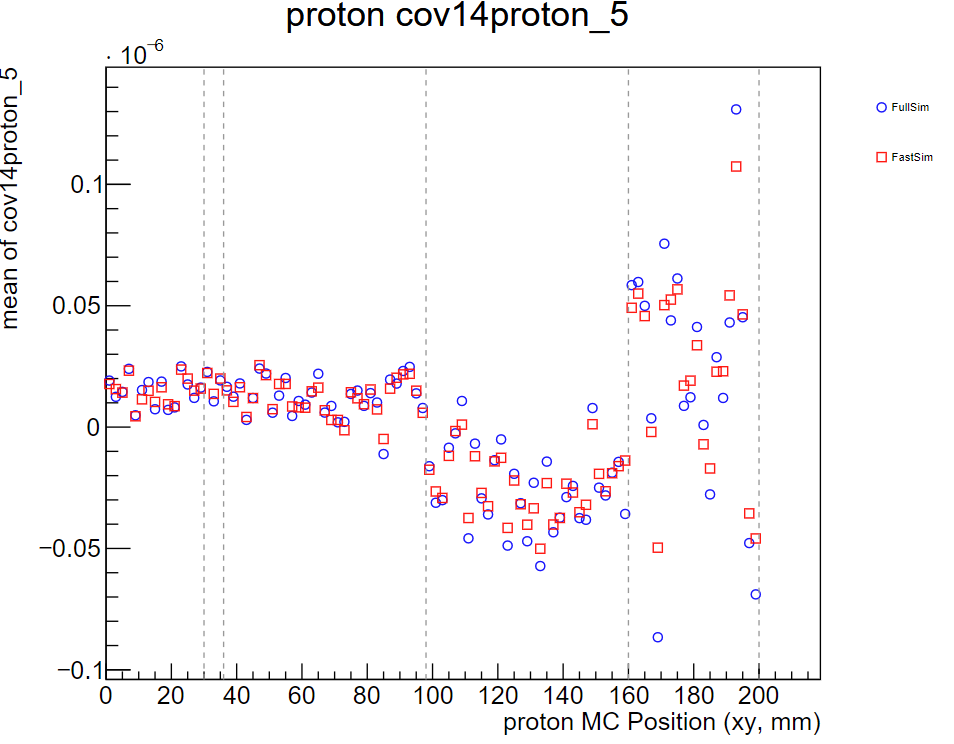 proton cov14proton_5
· 10⁻⁶
mean of cov14proton_5
0.1
0.05
0
−0.05
−0.1
0 20 40 60 80 100 120 140 160 180 200
proton MC Position (xy, mm)
FullSim
FastSim